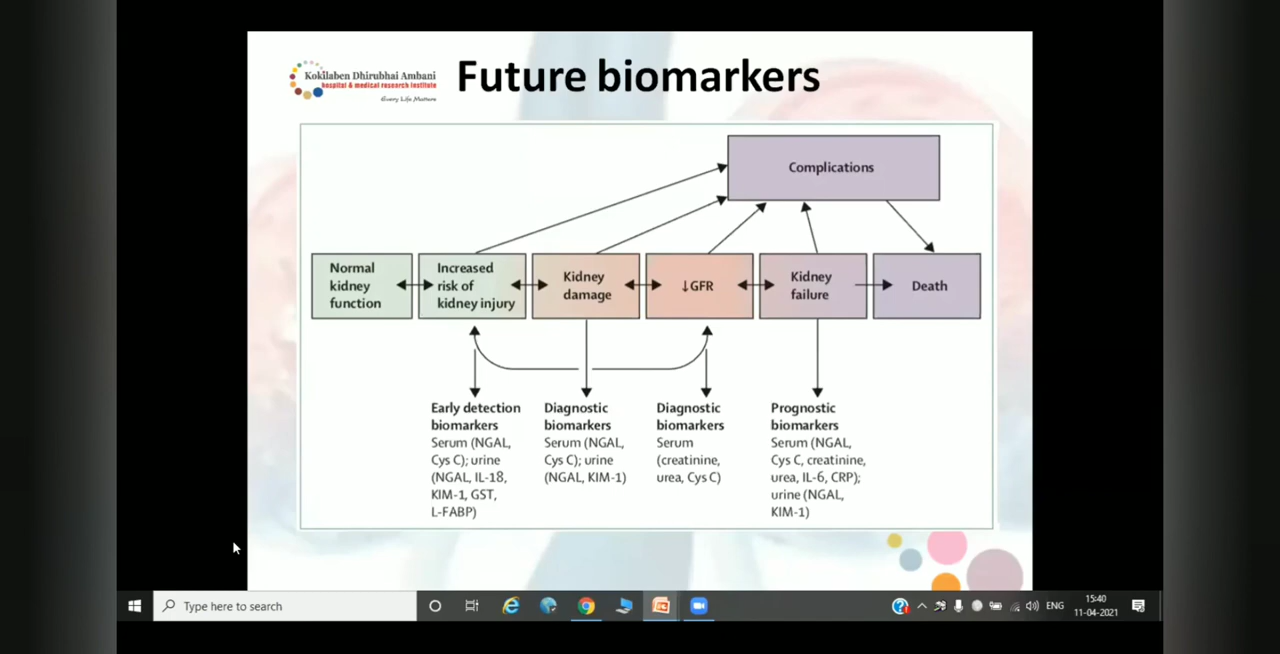 Kokilaben Dhirubhai Ambani
hospital & medical research institute
Every Life Matters
Future biomarkers
Complications
Normal
kidney
function
Increased
risk of
kidney injury
Kidney
damage
↓GFR
Kidney
failure
Death
Early detection
biomarkers
Serum (NGAL,
Cys C); urine
(NGAL, IL-18,
KIM-1, GST,
L-FABP)
Diagnostic
biomarkers
Serum (NGAL,
Cys C); urine
(NGAL, KIM-1)
Diagnostic
biomarkers
Serum
(creatinine,
urea, Cys C)
Prognostic
biomarkers
Serum (NGAL,
Cys C, creatinine,
urea, IL-6, CRP);
urine (NGAL,
KIM-1)
Type here to search
ENG
15:40
11-04-2021